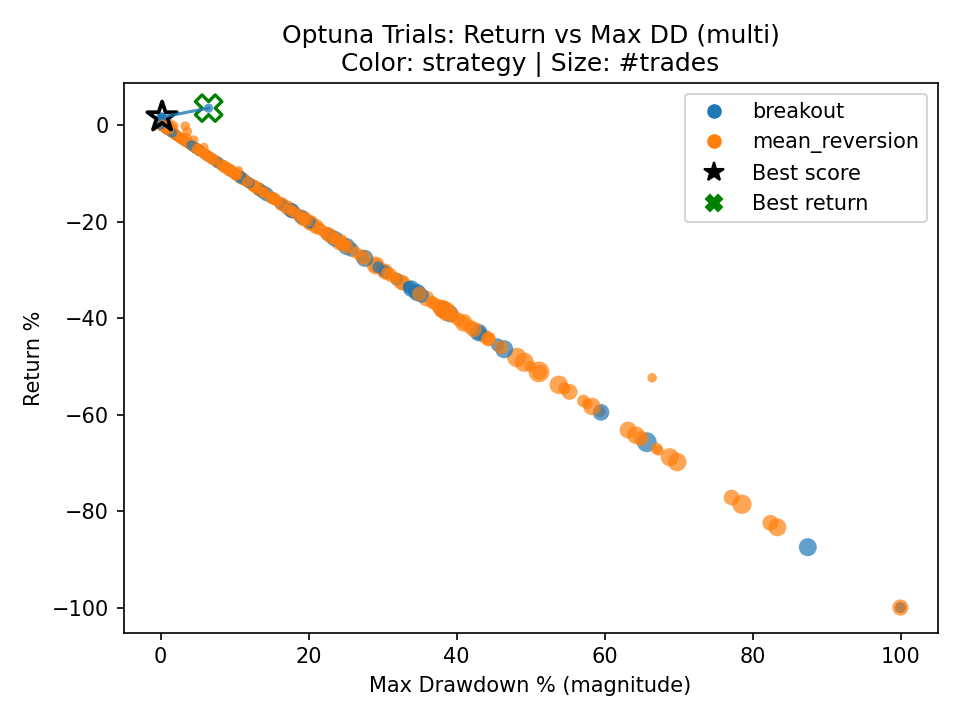 Optuna Trials: Return vs Max DD (multi)
Color: strategy | Size: #trades
breakout
mean_reversion
Best score
Best return
Return %
0
−20
−40
−60
−80
−100
0 20 40 60 80 100
Max Drawdown % (magnitude)